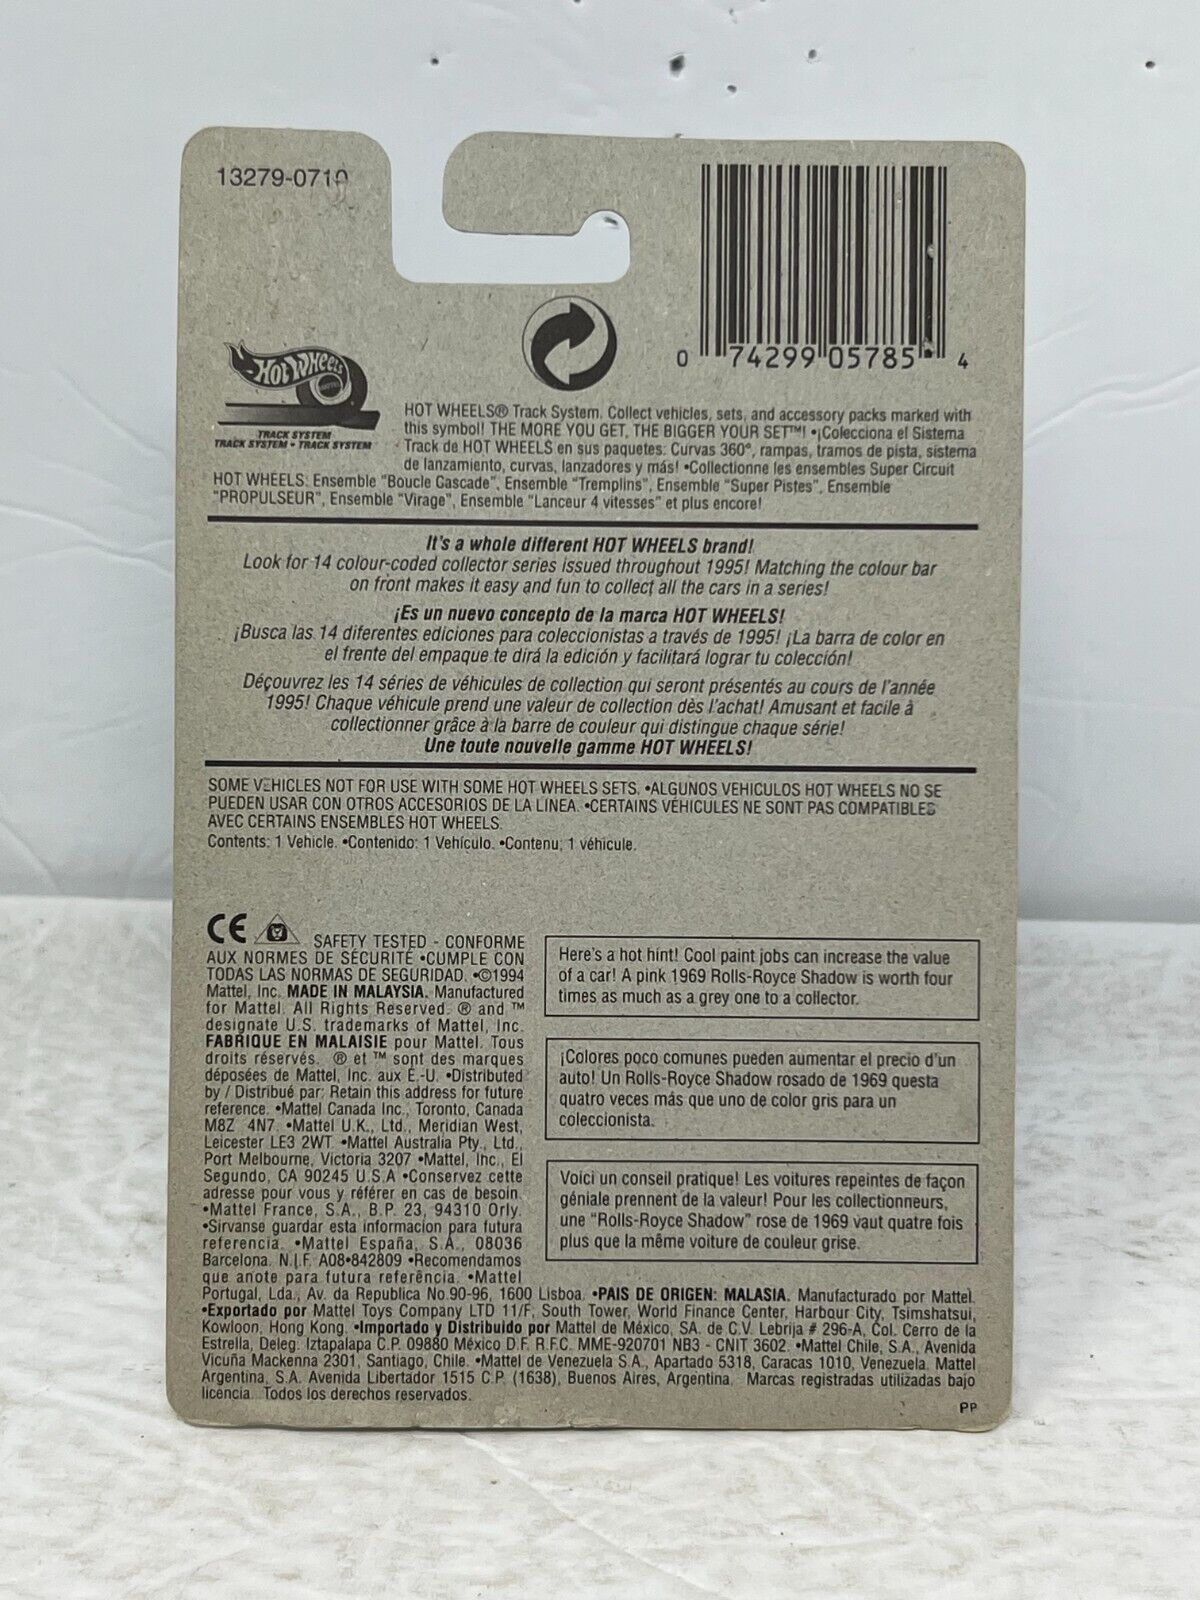 13279-0710
0 74299 05785 4
Hot Wheels
MATTEL
TRACK SYSTEM
TRACK SYSTEM • TRACK SYSTEM
HOT WHEELS® Track System. Collect vehicles, sets, and accessory packs marked with
this symbol! THE MORE YOU GET, THE BIGGER YOUR SET™! •¡Colecciona el Sistema
Track de HOT WHEELS en sus paquetes: Curvas 360°, rampas, tramos de pista, sistema
de lanzamiento, curvas, lanzadores y más! •Collectionne les ensembles Super Circuit
HOT WHEELS: Ensemble "Boucle Cascade", Ensemble "Tremplins", Ensemble "Super Pistes", Ensemble
"PROPULSEUR", Ensemble "Virage", Ensemble "Lanceur 4 vitesses" et plus encore!
It's a whole different HOT WHEELS brand!
Look for 14 colour-coded collector series issued throughout 1995! Matching the colour bar
on front makes it easy and fun to collect all the cars in a series!
¡Es un nuevo concepto de la marca HOT WHEELS!
¡Busca las 14 diferentes ediciones para coleccionistas a través de 1995! ¡La barra de color en
el frente del empaque te dirá la edición y facilitará lograr tu colección!
Découvrez les 14 séries de véhicules de collection qui seront présentés au cours de l'année
1995! Chaque véhicule prend une valeur de collection dès l'achat! Amusant et facile à
collectionner grâce à la barre de couleur qui distingue chaque série!
Une toute nouvelle gamme HOT WHEELS!
SOME VEHICLES NOT FOR USE WITH SOME HOT WHEELS SETS. •ALGUNOS VEHICULOS HOT WHEELS NO SE
PUEDEN USAR CON OTROS ACCESORIOS DE LA LINEA. •CERTAINS VÉHICULES NE SONT PAS COMPATIBLES
AVEC CERTAINS ENSEMBLES HOT WHEELS.
Contents: 1 Vehicle. •Contenido: 1 Vehículo. •Contenu: 1 véhicule.
CE SAFETY TESTED - CONFORME
AUX NORMES DE SÉCURITÉ •CUMPLE CON
TODAS LAS NORMAS DE SEGURIDAD. •©1994
Mattel, Inc. MADE IN MALAYSIA. Manufactured
for Mattel. All Rights Reserved. ® and ™
designate U.S. trademarks of Mattel, Inc.
FABRIQUE EN MALAISIE pour Mattel. Tous
droits réservés. ® et ™ sont des marques
déposées de Mattel, Inc. aux É.-U. •Distributed
by / Distribué par: Retain this address for future
reference. •Mattel Canada Inc., Toronto, Canada
M8Z 4N7. •Mattel U.K., Ltd., Meridian West,
Leicester LE3 2WT. •Mattel Australia Pty., Ltd.,
Port Melbourne, Victoria 3207 •Mattel, Inc., El
Segundo, CA 90245 U.S.A •Conservez cette
adresse pour vous y référer en cas de besoin.
•Mattel France, S.A., B.P. 23, 94310 Orly.
•Sirvanse guardar esta informacion para futura
referencia. •Mattel España, S.A., 08036
Barcelona. N.I.F. A08•842809 •Recomendamos
que anote para futura referência. •Mattel
Portugal, Lda., Av. da Republica No.90-96, 1600 Lisboa. •PAIS DE ORIGEN: MALASIA. Manufacturado por Mattel.
•Exportado por Mattel Toys Company LTD 11/F, South Tower, World Finance Center, Harbour City, Tsimshatsui,
Kowloon, Hong Kong. •Importado y Distribuido por Mattel de México, SA. de C.V. Lebrija # 296-A, Col. Cerro de la
Estrella, Deleg. Iztapalapa C.P. 09880 México D.F. R.F.C. MME-920701 NB3 - CNIT 3602. •Mattel Chile, S.A., Avenida
Vicuña Mackenna 2301, Santiago, Chile. •Mattel de Venezuela S.A., Apartado 5318, Caracas 1010, Venezuela. Mattel
Argentina, S.A. Avenida Libertador 1515 C.P. (1638), Buenos Aires, Argentina. Marcas registradas utilizadas bajo
licencia. Todos los derechos reservados.
Here's a hot hint! Cool paint jobs can increase the value
of a car! A pink 1969 Rolls-Royce Shadow is worth four
times as much as a grey one to a collector.
¡Colores poco comunes pueden aumentar el precio d'un
auto! Un Rolls-Royce Shadow rosado de 1969 questa
quatro veces más que uno de color gris para un
coleccionista.
Voici un conseil pratique! Les voitures repeintes de façon
géniale prennent de la valeur! Pour les collectionneurs,
une "Rolls-Royce Shadow" rose de 1969 vaut quatre fois
plus que la même voiture de couleur grise.
PP